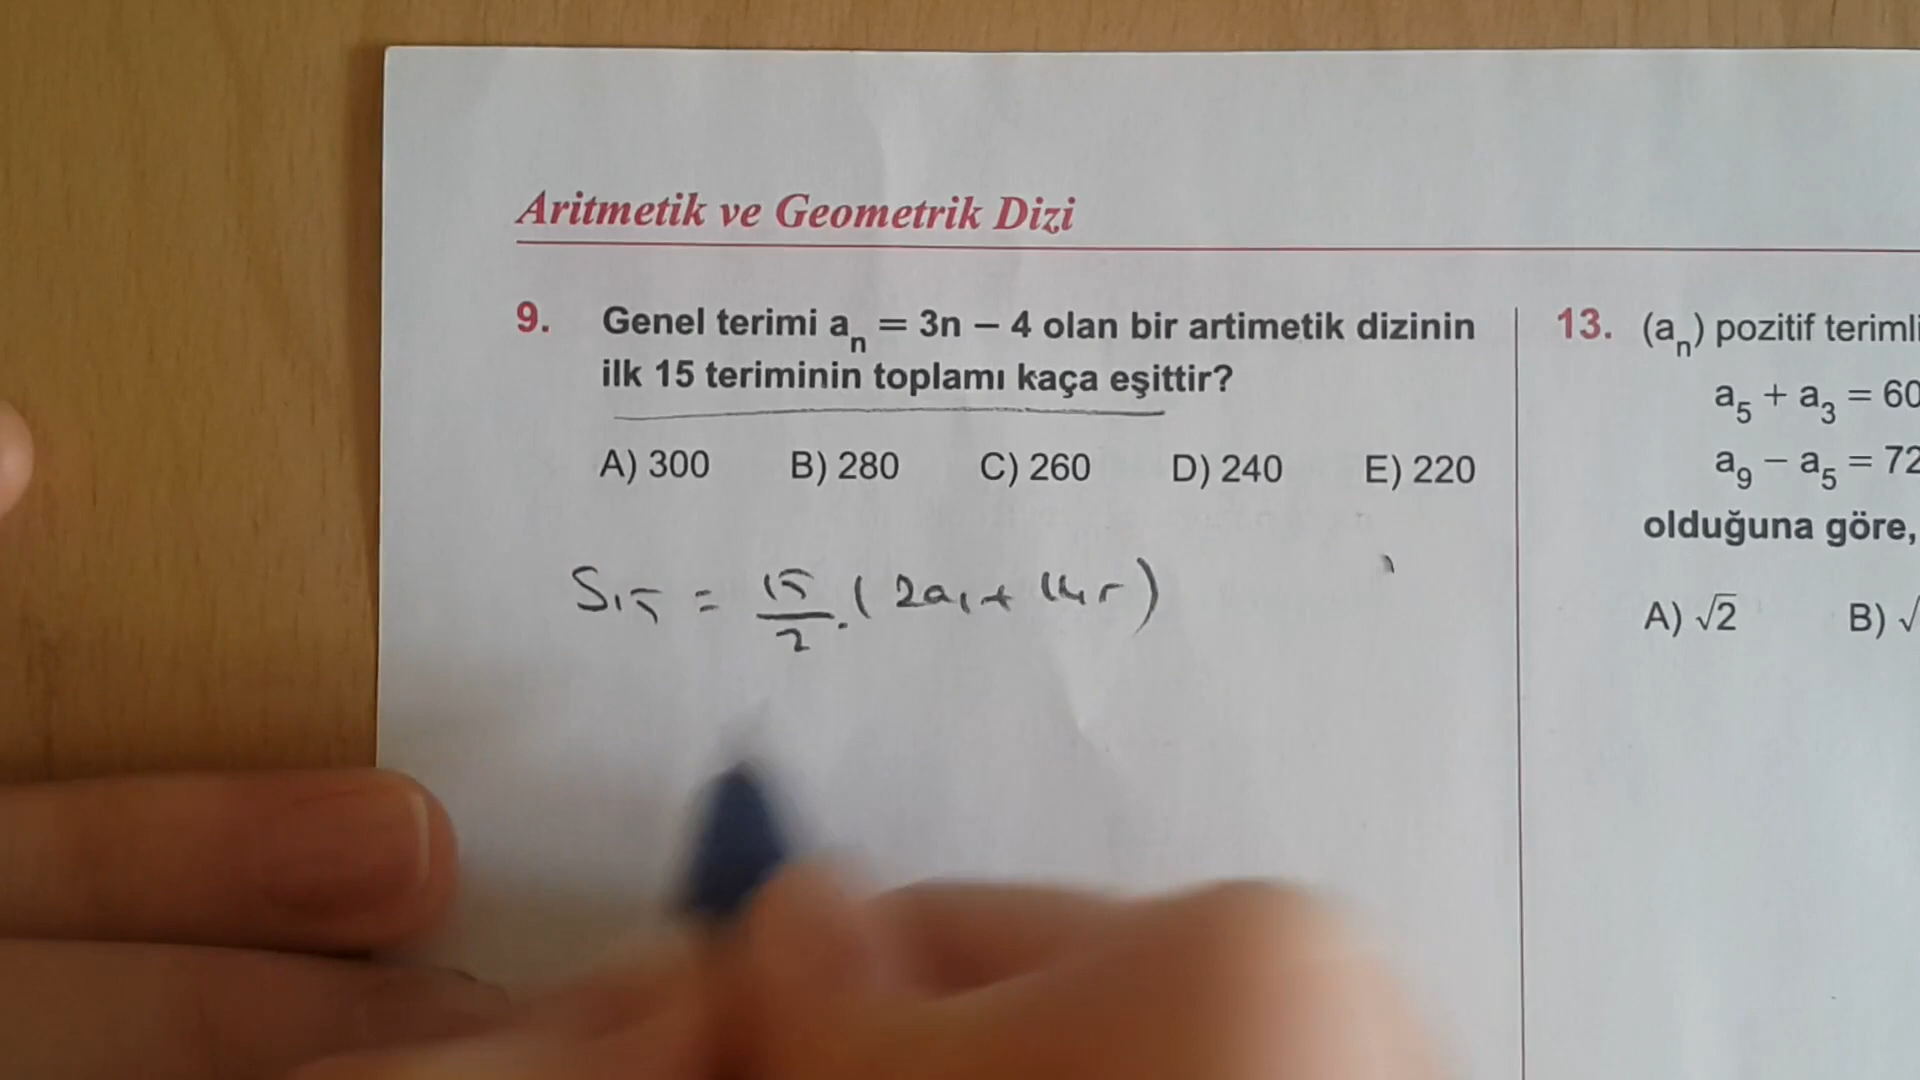 Aritmetik ve Geometrik Dizi
9. Genel terimi aₙ = 3n – 4 olan bir artimetik dizinin
ilk 15 teriminin toplamı kaça eşittir?
A) 300 B) 280 C) 260 D) 240 E) 220
S₁₅ = 15/2 . (2a₁ + 14r)
13. (aₙ) pozitif terimli
a₅ + a₃ = 60
a₉ – a₅ = 72
olduğuna göre,
A) √2 B) √